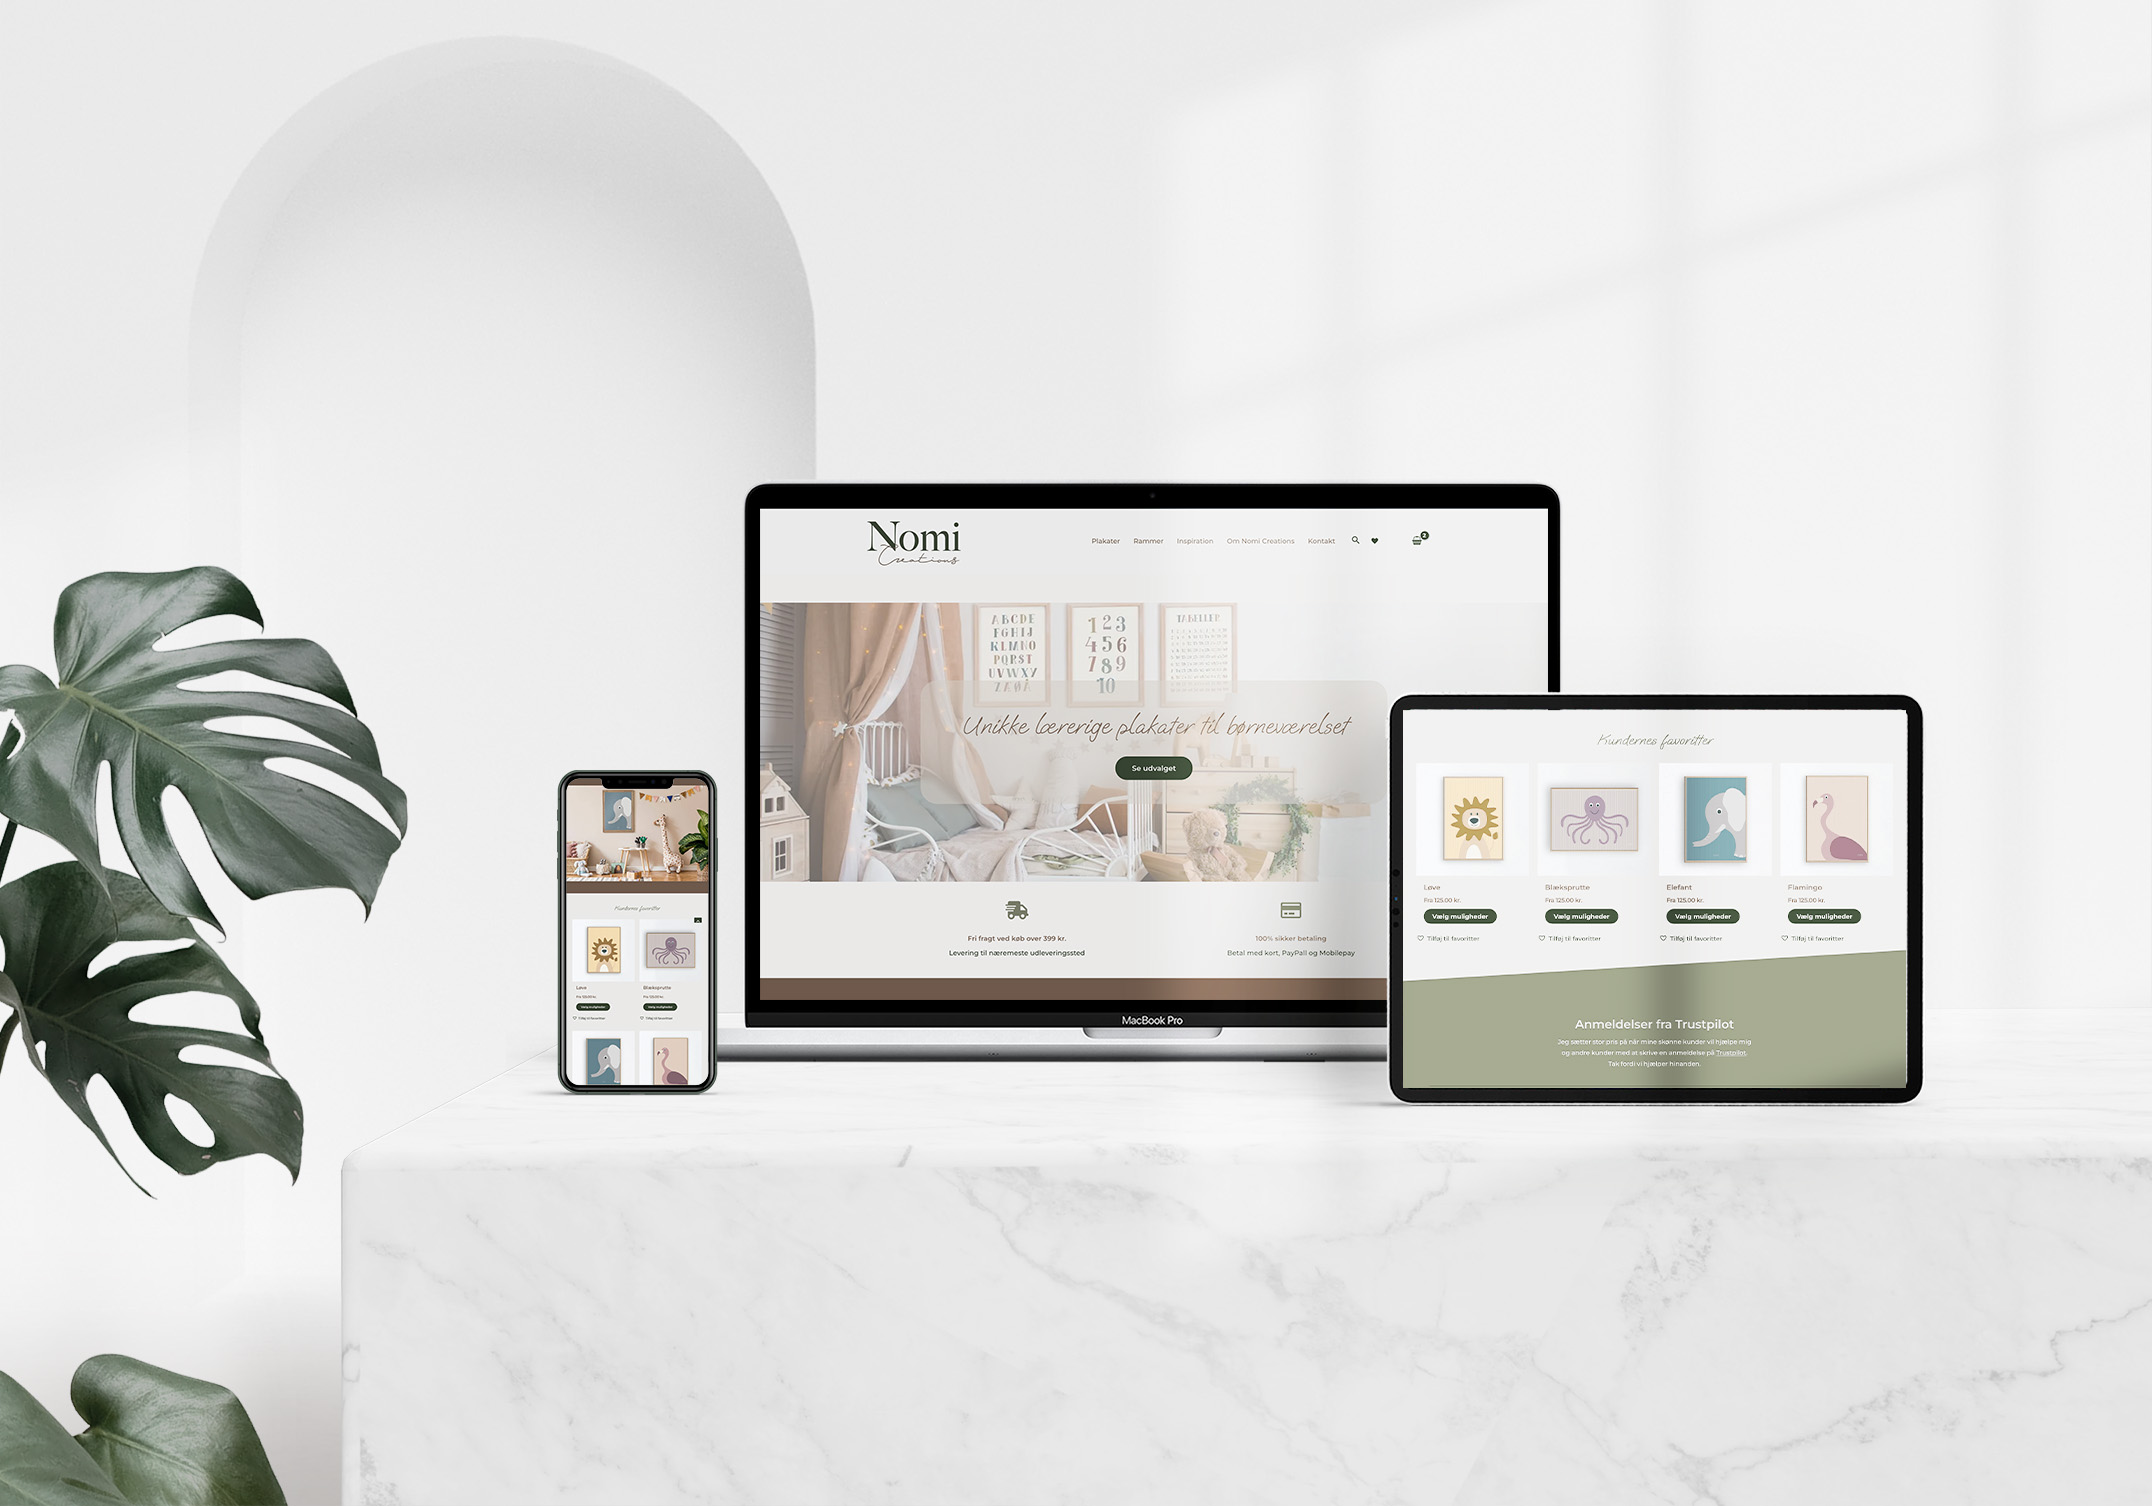 Nomi
Creations
Plakater
Rammer
Inspiration
Om Nomi Creations
Kontakt
2
ABCDE
FGHIJ
KLMNO
PQRST
UVWXY
ZÆØÅ
1 2 3
4 5 6
7 8 9
10
TABELLER
Unikke lærerige plakater til børneværelset
Se udvalget
Fri fragt ved køb over 399 kr.
Levering til næremeste udleveringssted
100% sikker betaling
Betal med kort, PayPall og Mobilepay
MacBook Pro
Kundernes favoritter
Løve
Fra 125.00 kr.
Vælg muligheder
Tilføj til favoritter
Blæksprutte
Fra 125.00 kr.
Vælg muligheder
Tilføj til favoritter
Kundernes favoritter
Løve
Fra 125.00 kr.
Vælg muligheder
Tilføj til favoritter
Blæksprutte
Fra 125.00 kr.
Vælg muligheder
Tilføj til favoritter
Elefant
Fra 125.00 kr.
Vælg muligheder
Tilføj til favoritter
Flamingo
Fra 125.00 kr.
Vælg muligheder
Tilføj til favoritter
Anmeldelser fra Trustpilot
Jeg sætter stor pris på når mine skønne kunder vil hjælpe mig
og andre kunder med at skrive en anmeldelse på Trustpilot.
Tak fordi vi hjælper hinanden.